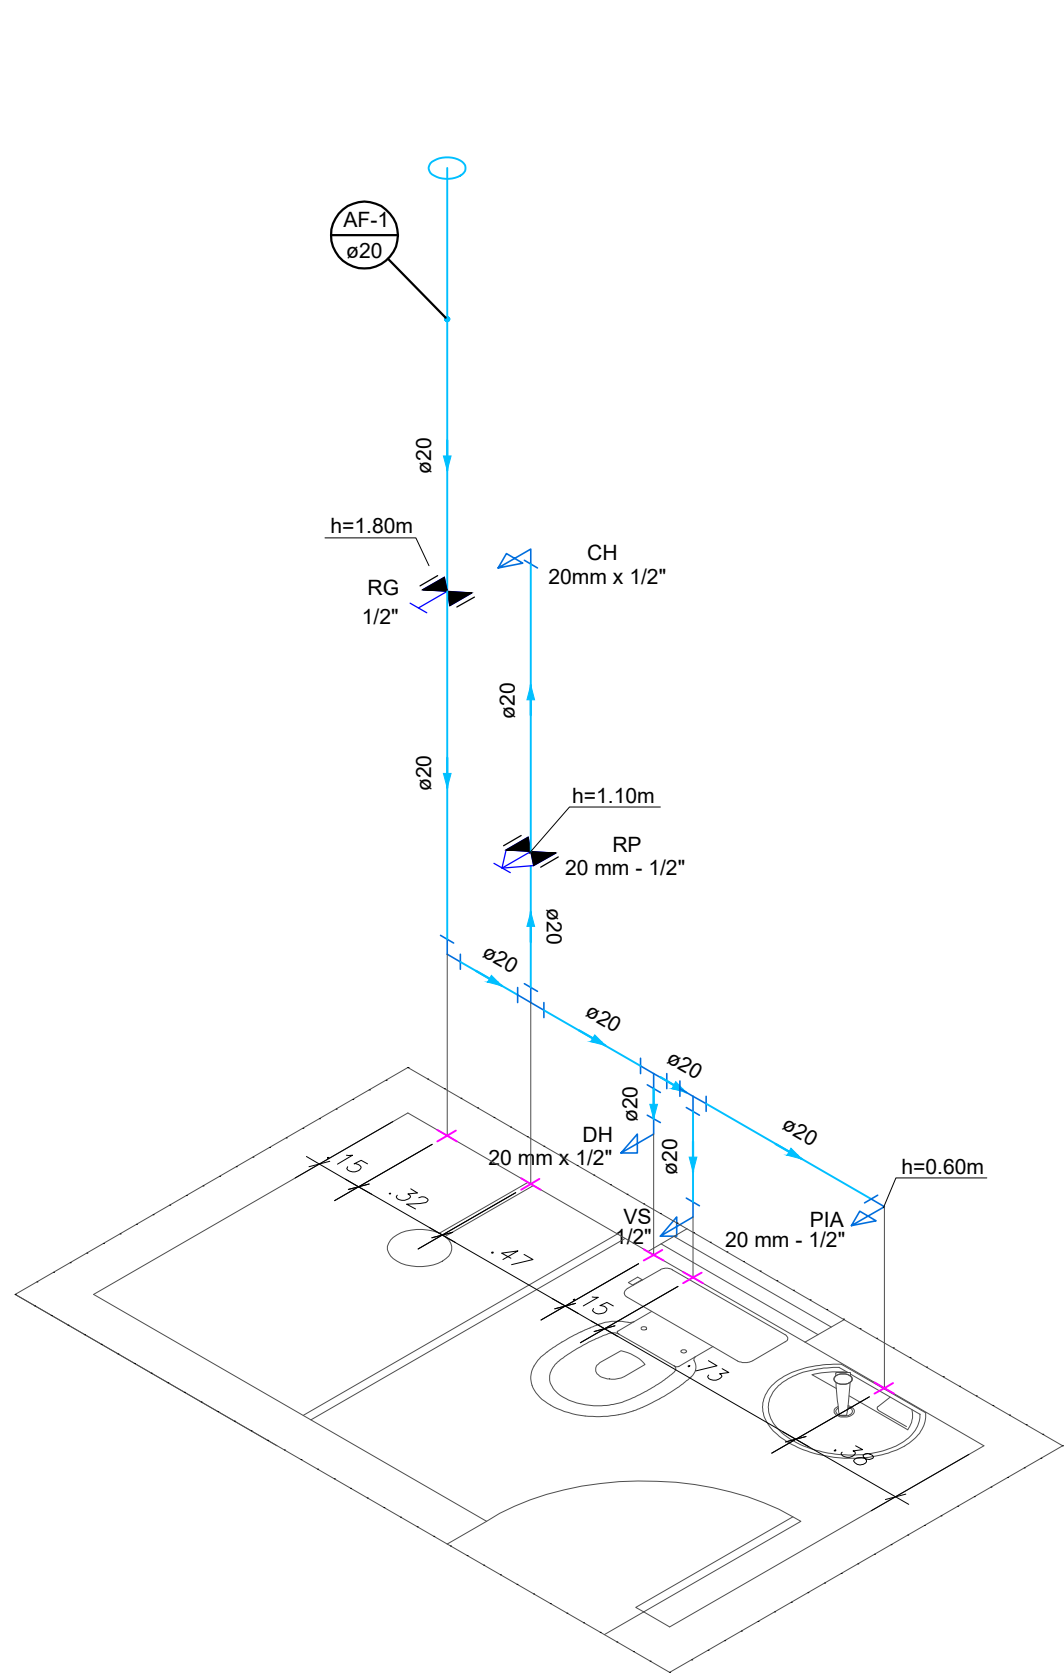 AF-1
ø20
ø20
h=1.80m
RG
1/2"
CH
20mm x 1/2"
ø20
ø20
h=1.10m
RP
20 mm - 1/2"
ø20
ø20
ø20
ø20
ø20
DH
20 mm x 1/2"
ø20
ø20
h=0.60m
VS
1/2"
PIA
20 mm - 1/2"
.15
.32
.47
.15
.73
.38